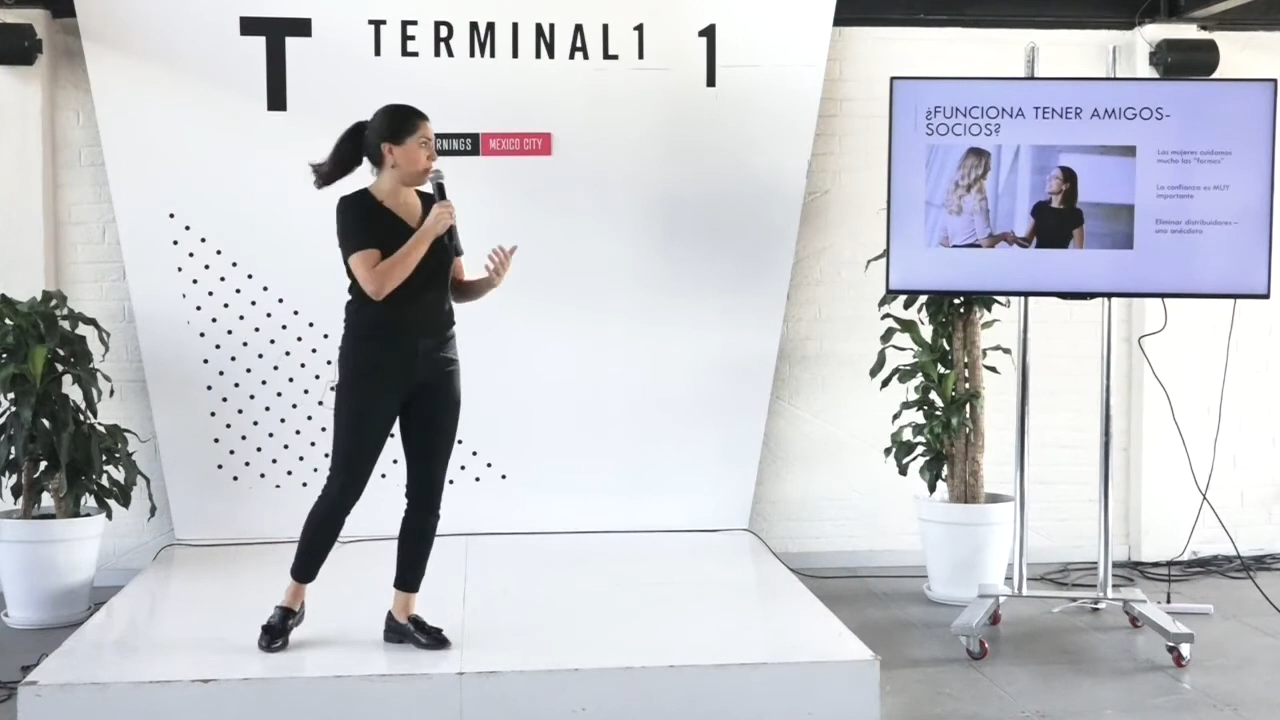 T TERMINAL1 1
RNINGS MEXICO CITY
¿FUNCIONA TENER AMIGOS-
SOCIOS?
Las mujeres cuidamos
mucho las "formas"
La confianza es MUY
importante
Eliminar distribuidores –
una anécdota